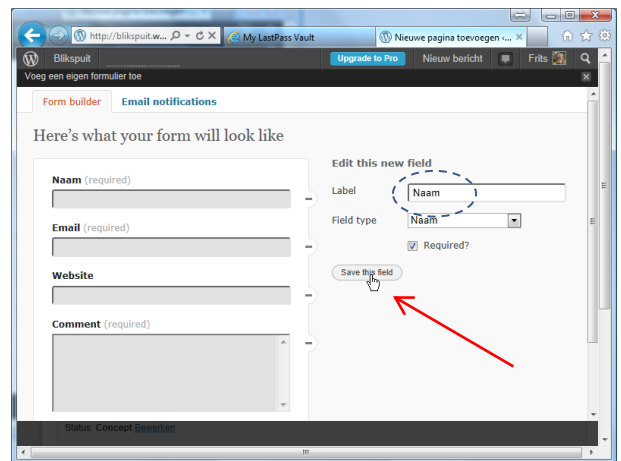 http://blikspuit.w...
My LastPass Vault
Nieuwe pagina toevoegen ‹...
Blikspuit
Upgrade to Pro
Nieuw bericht
Frits
Voeg een eigen formulier toe
Form builder
Email notifications
Here's what your form will look like
Naam (required)
Email (required)
Website
Comment (required)
Edit this new field
Label
Naam
Field type
Naam
Required?
Save this field
Status: Concept Bewerken